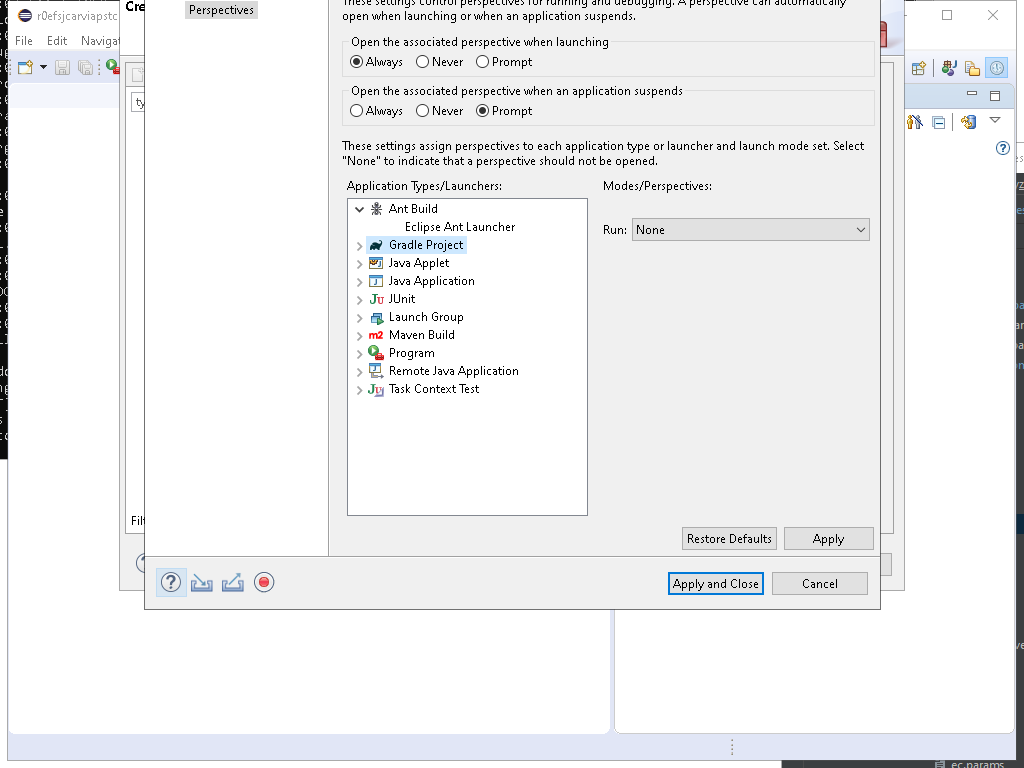 Cre
Perspectives
These settings control perspectives for running and debugging. A perspective can automatically
open when launching or when an application suspends.
r0efsjcarviapstc
File Edit Navigat
Open the associated perspective when launching
Always Never Prompt
Open the associated perspective when an application suspends
Always Never Prompt
ty
These settings assign perspectives to each application type or launcher and launch mode set. Select
"None" to indicate that a perspective should not be opened.
Application Types/Launchers:
Modes/Perspectives:
Ant Build
Eclipse Ant Launcher
Run: None
Gradle Project
Java Applet
Java Application
JUnit
Launch Group
m2 Maven Build
Program
Remote Java Application
Task Context Test
Filt
Restore Defaults Apply
Apply and Close Cancel
ec.params